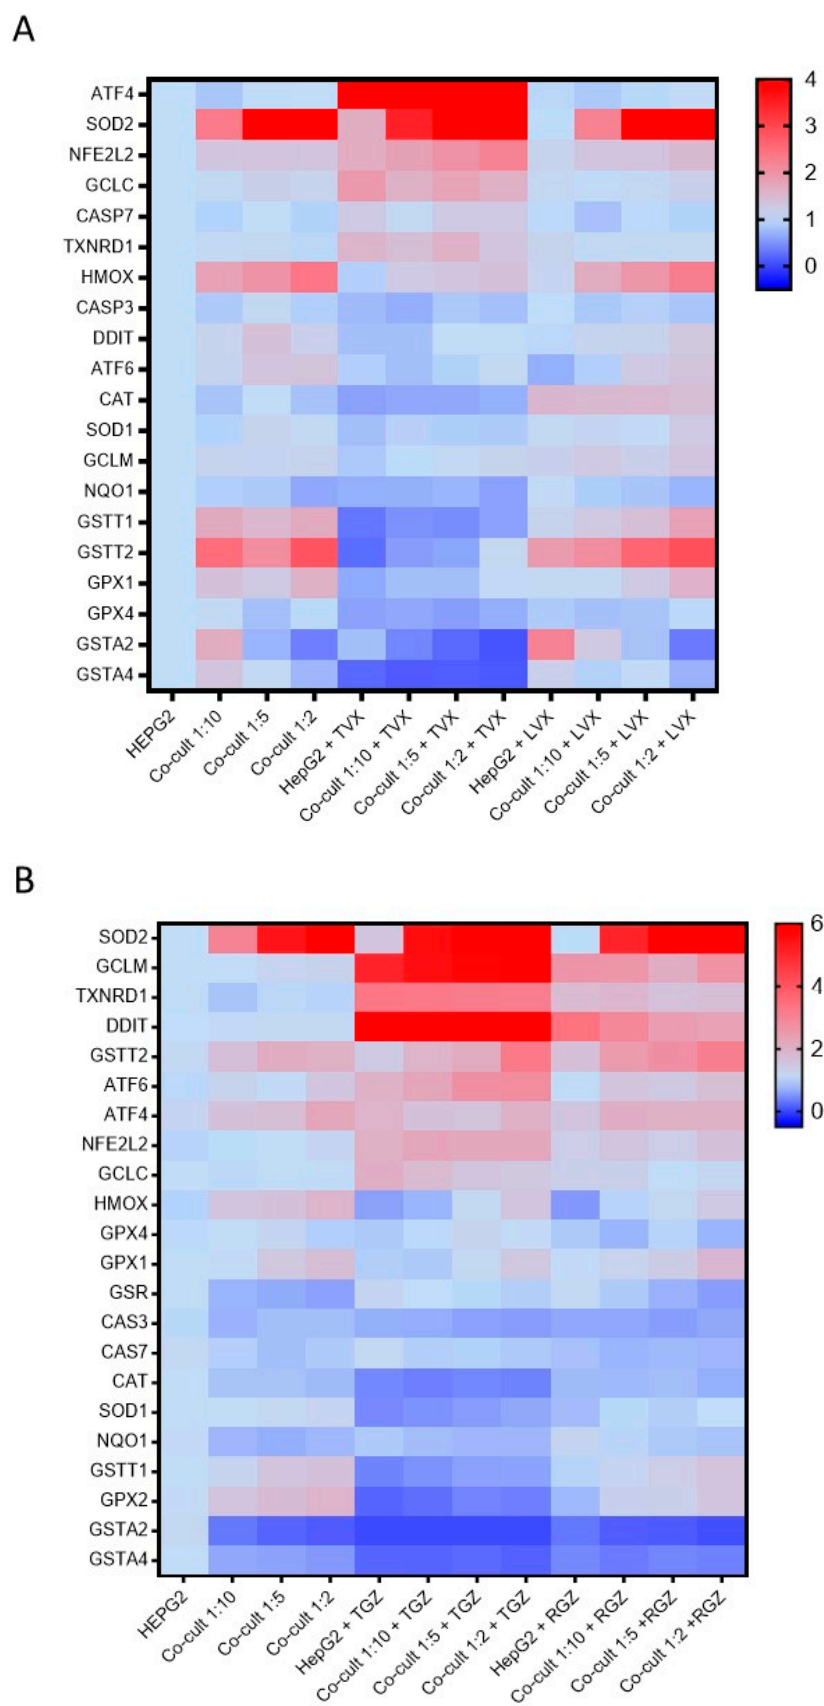 A
ATF4
SOD2
NFE2L2
GCLC
CASP7
TXNRD1
HMOX
CASP3
DDIT
ATF6
CAT
SOD1
GCLM
NQO1
GSTT1
GSTT2
GPX1
GPX4
GSTA2
GSTA4
4
3
2
1
0
HEPG2
Co-cult 1:10
Co-cult 1:5
Co-cult 1:2
HepG2 + TVX
Co-cult 1:10 + TVX
Co-cult 1:5 + TVX
Co-cult 1:2 + TVX
HepG2 + LVX
Co-cult 1:10 + LVX
Co-cult 1:5 + LVX
Co-cult 1:2 + LVX
B
SOD2
GCLM
TXNRD1
DDIT
GSTT2
ATF6
ATF4
NFE2L2
GCLC
HMOX
GPX4
GPX1
GSR
CAS3
CAS7
CAT
SOD1
NQO1
GSTT1
GPX2
GSTA2
GSTA4
6
4
2
0
HEPG2
Co-cult 1:10
Co-cult 1:5
Co-cult 1:2
HepG2 + TGZ
Co-cult 1:10 + TGZ
Co-cult 1:5 + TGZ
Co-cult 1:2 + TGZ
HepG2 + RGZ
Co-cult 1:10 + RGZ
Co-cult 1:5 +RGZ
Co-cult 1:2 +RGZ